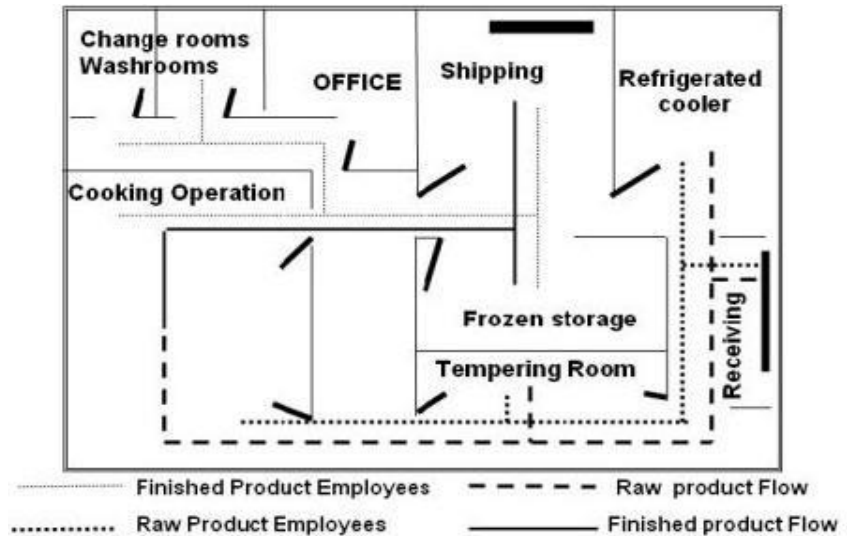 Change rooms
Washrooms
OFFICE
Shipping
Refrigerated
cooler
Cooking Operation
Frozen storage
Tempering Room
Receiving
Finished Product Employees
Raw product Flow
Raw Product Employees
Finished product Flow